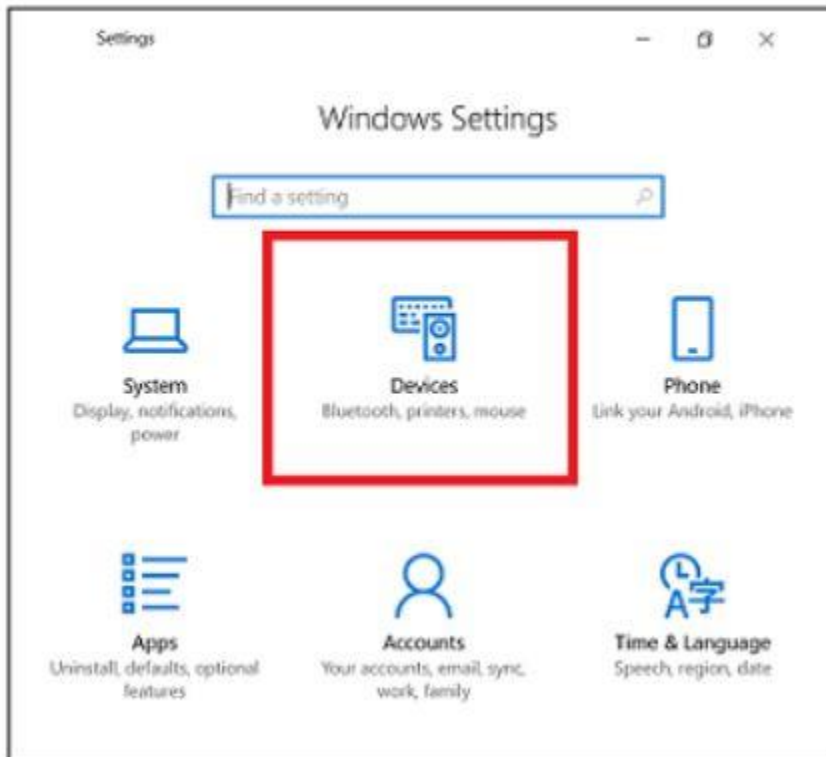 Settings
Windows Settings
Find a setting
System
Display, notifications,
power
Devices
Bluetooth, printers, mouse
Phone
Link your Android, iPhone
Apps
Uninstall, defaults, optional
features
Accounts
Your accounts, email, sync,
work, family
Time & Language
Speech, region, date